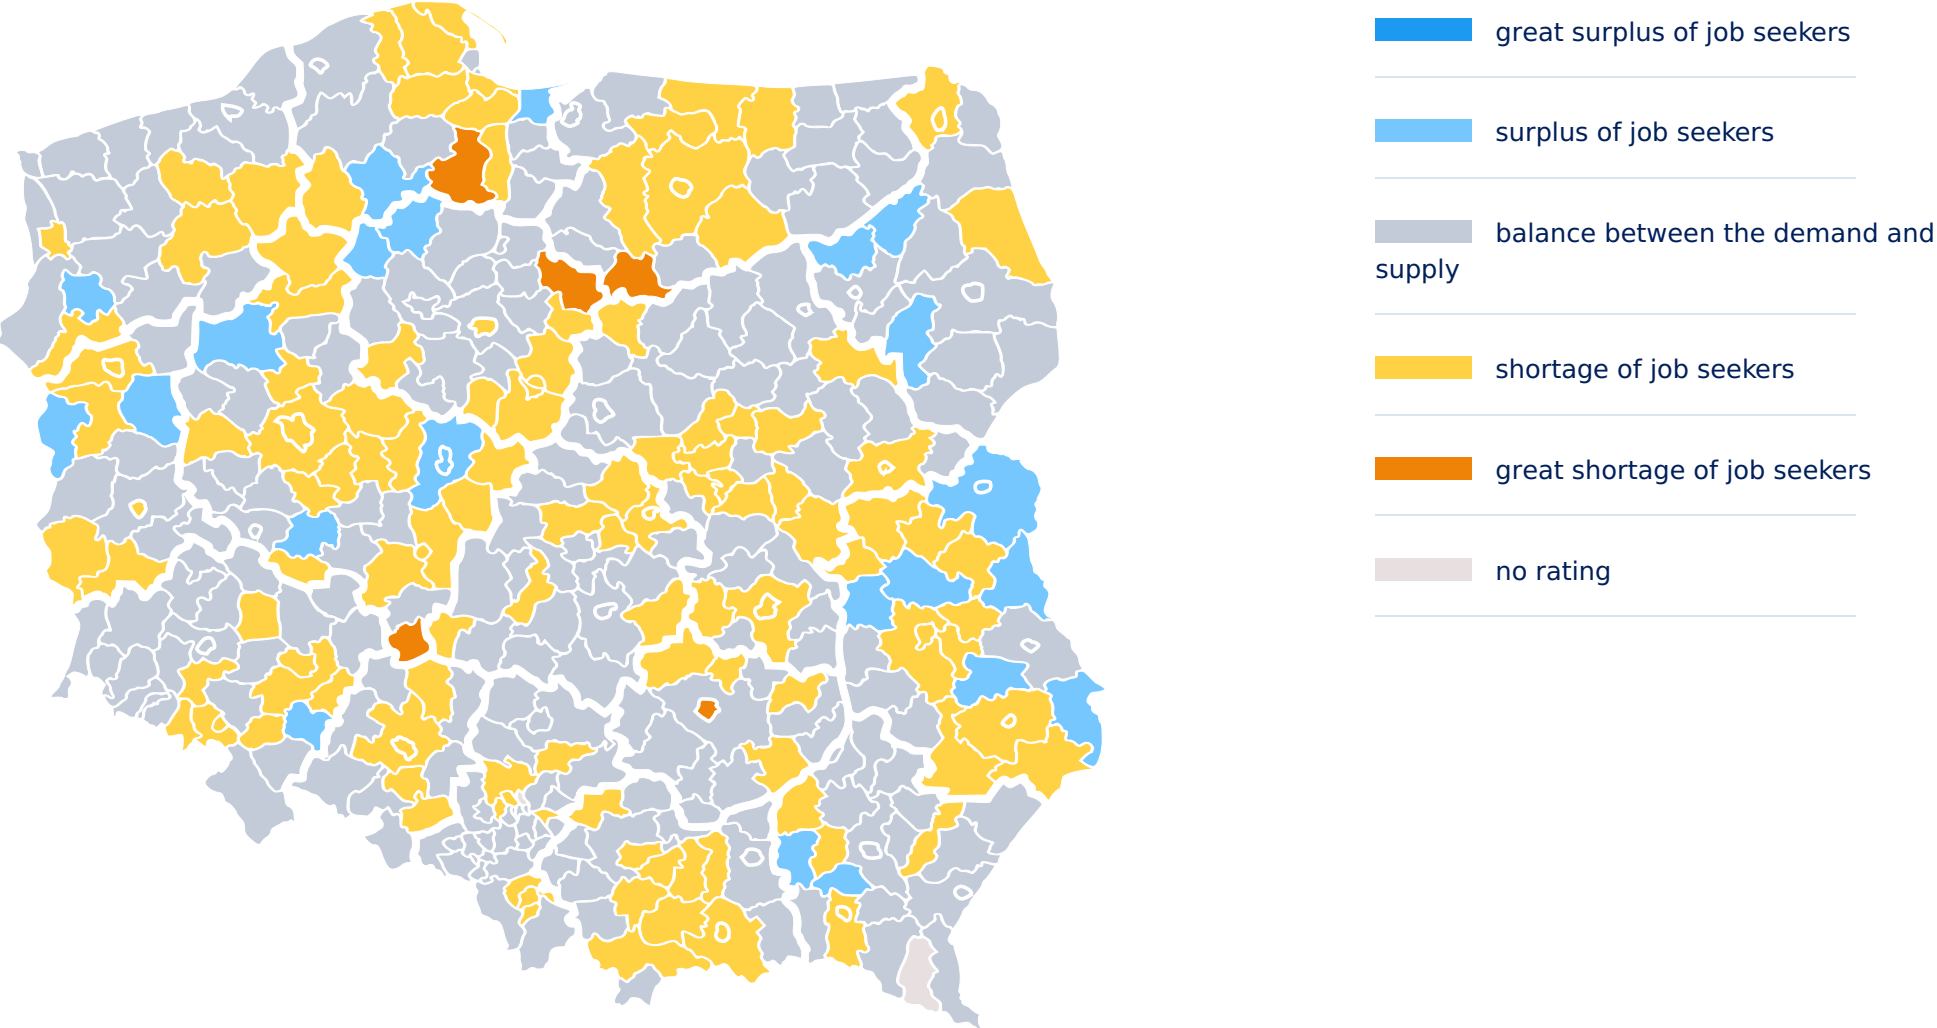 great surplus of job seekers
surplus of job seekers
balance between the demand and
supply
shortage of job seekers
great shortage of job seekers
no rating